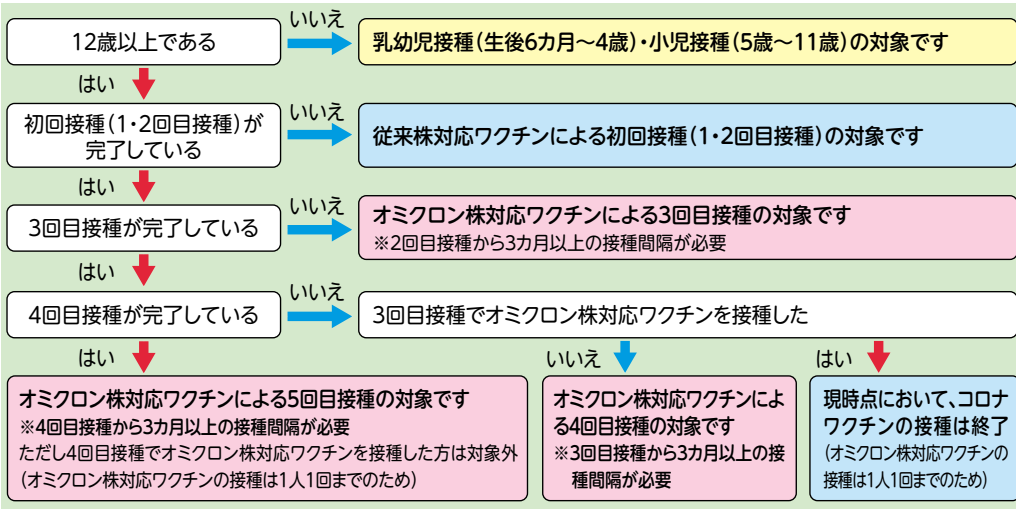 12歳以上である
いいえ
乳幼児接種(生後6カ月〜4歳)・小児接種(5歳〜11歳)の対象です
はい
初回接種(1・2回目接種)が
完了している
いいえ
従来株対応ワクチンによる初回接種(1・2回目接種)の対象です
はい
3回目接種が完了している
いいえ
オミクロン株対応ワクチンによる3回目接種の対象です
※2回目接種から3カ月以上の接種間隔が必要
はい
4回目接種が完了している
いいえ
3回目接種でオミクロン株対応ワクチンを接種した
はい
オミクロン株対応ワクチンによる5回目接種の対象です
※4回目接種から3カ月以上の接種間隔が必要
ただし4回目接種でオミクロン株対応ワクチンを接種した方は対象外
(オミクロン株対応ワクチンの接種は1人1回までのため)
いいえ
オミクロン株対応ワクチンによ
る4回目接種の対象です
※3回目接種から3カ月以上の接
種間隔が必要
はい
現時点において、コロナ
ワクチンの接種は終了
(オミクロン株対応ワクチンの
接種は1人1回までのため)